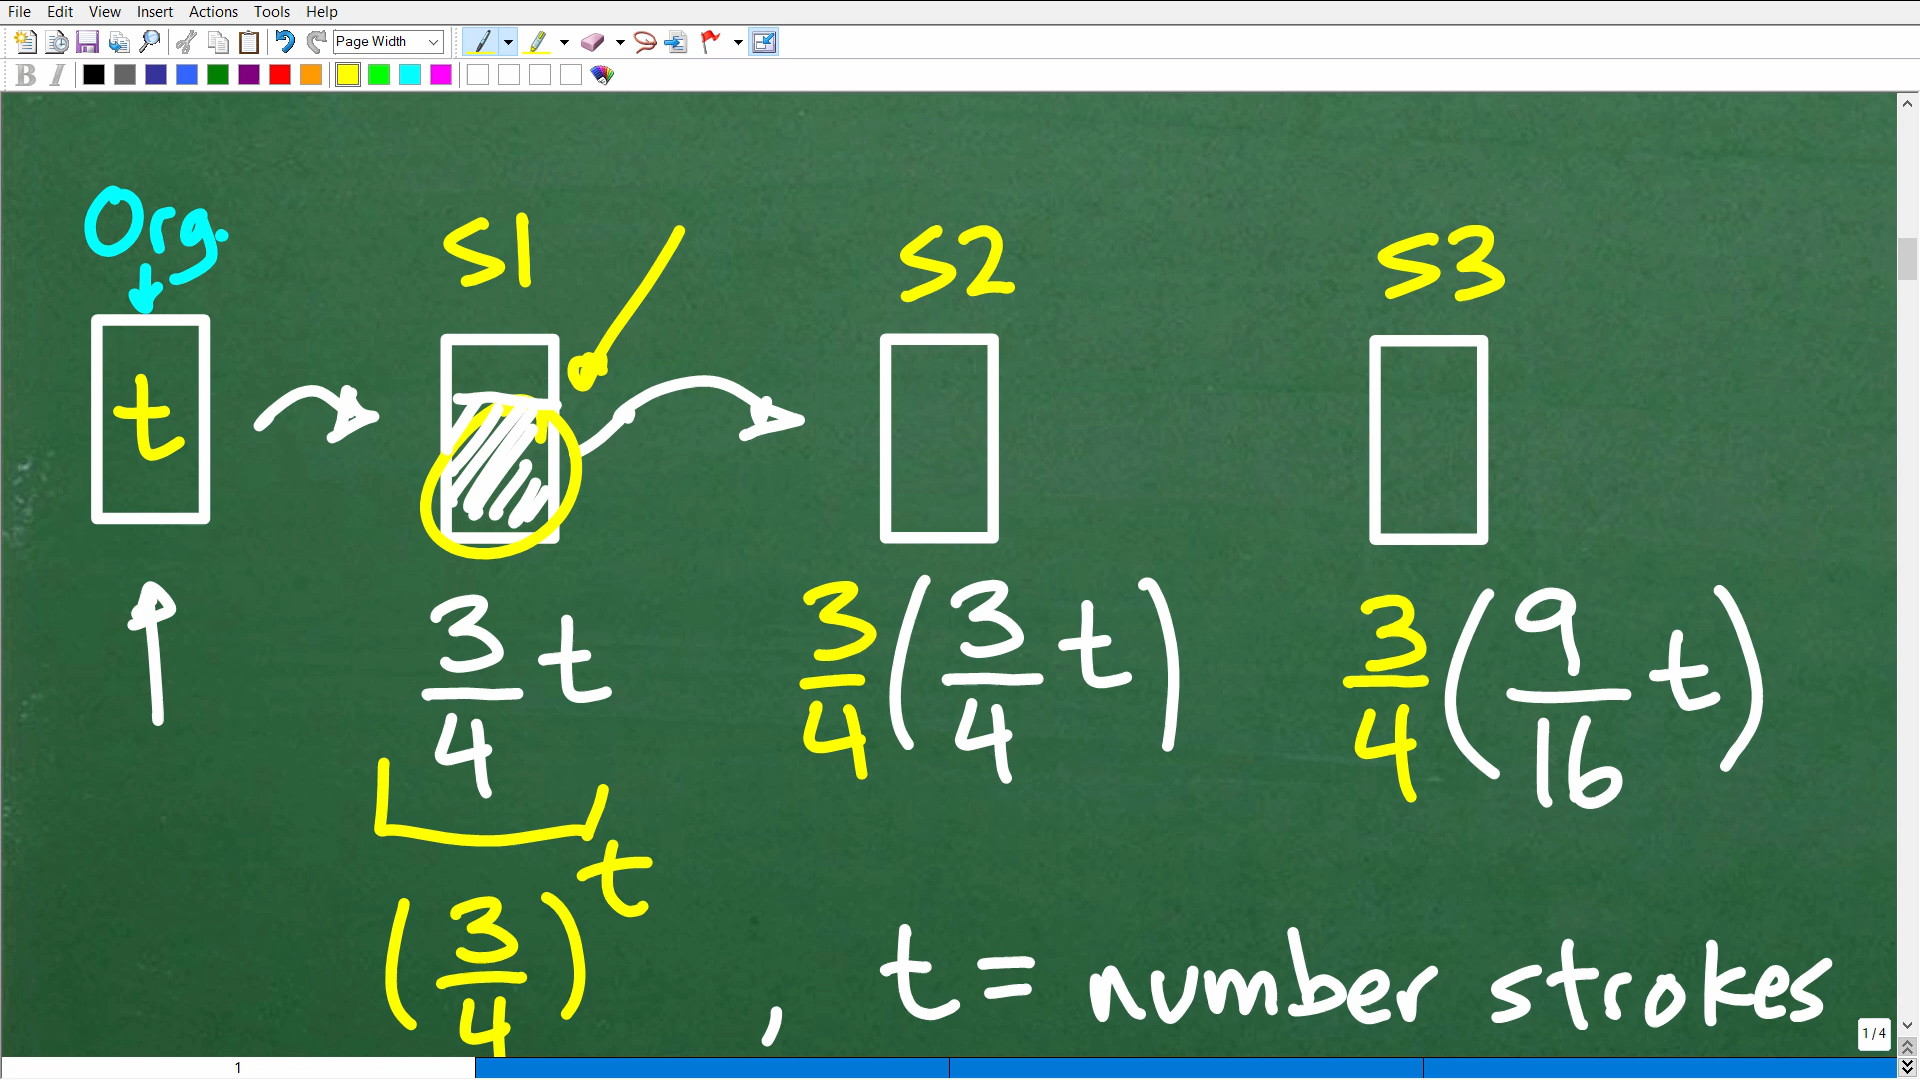 File Edit View Insert Actions Tools Help
Page Width
B I
Org. S1 S2 S3
t
3/4 t 3/4 (3/4 t) 3/4 (9/16 t)
(3/4)^t , t = number strokes
1 / 4
1